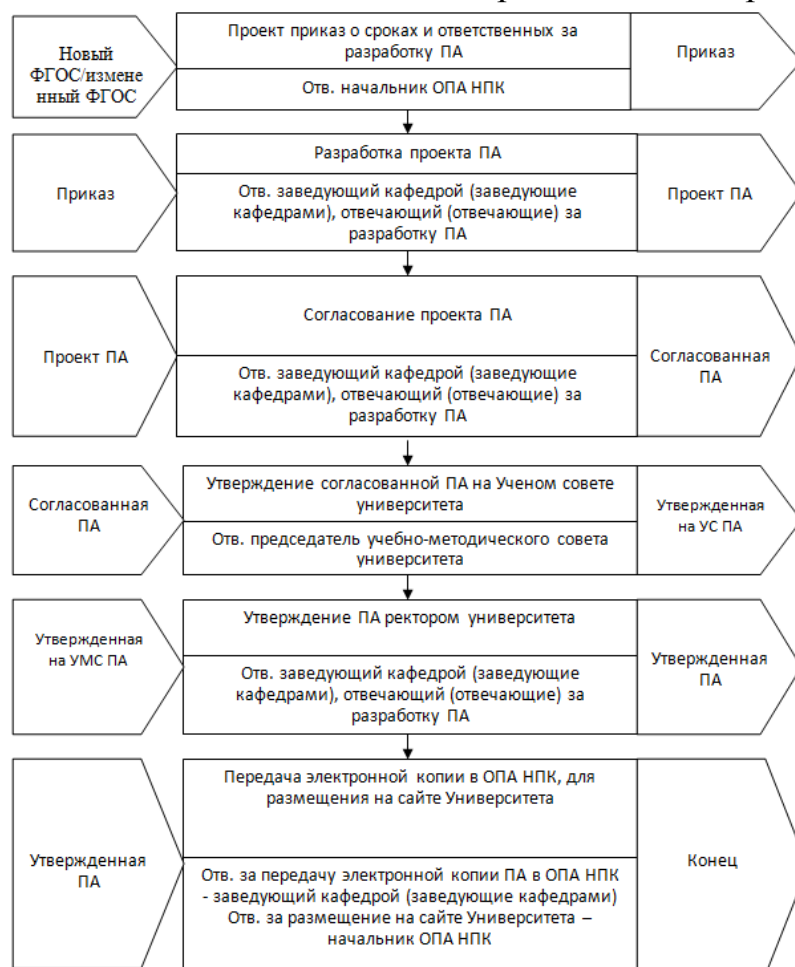 Проект приказ о сроках и ответственных за
разработку ПА
Новый
ФГОС/измене
нный ФГОС
Приказ
Отв. начальник ОПА НПК
Разработка проекта ПА
Приказ
Отв. заведующий кафедрой (заведующие
кафедрами), отвечающий (отвечающие) за
разработку ПА
Проект ПА
Согласование проекта ПА
Проект ПА
Отв. заведующий кафедрой (заведующие
кафедрами), отвечающий (отвечающие) за
разработку ПА
Согласованная
ПА
Согласованная
ПА
Утверждение согласованной ПА на Ученом совете
университета
Отв. председатель учебно-методического совета
университета
Утвержденная
на УС ПА
Утвержденная
на УМС ПА
Утверждение ПА ректором университета
Отв. заведующий кафедрой (заведующие
кафедрами), отвечающий (отвечающие) за
разработку ПА
Утвержденная
ПА
Утвержденная
ПА
Передача электронной копии в ОПА НПК, для
размещения на сайте Университета
Отв. за передачу электронной копии ПА в ОПА НПК
- заведующий кафедрой (заведующие кафедрами)
Отв. за размещение на сайте Университета –
начальник ОПА НПК
Конец